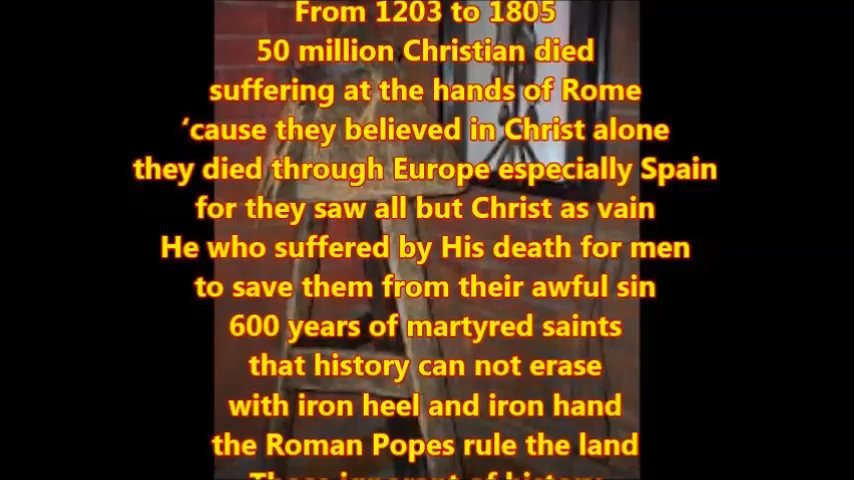 From 1203 to 1805
50 million Christian died
suffering at the hands of Rome
‘cause they believed in Christ alone
they died through Europe especially Spain
for they saw all but Christ as vain
He who suffered by His death for men
to save them from their awful sin
600 years of martyred saints
that history can not erase
with iron heel and iron hand
the Roman Popes rule the land